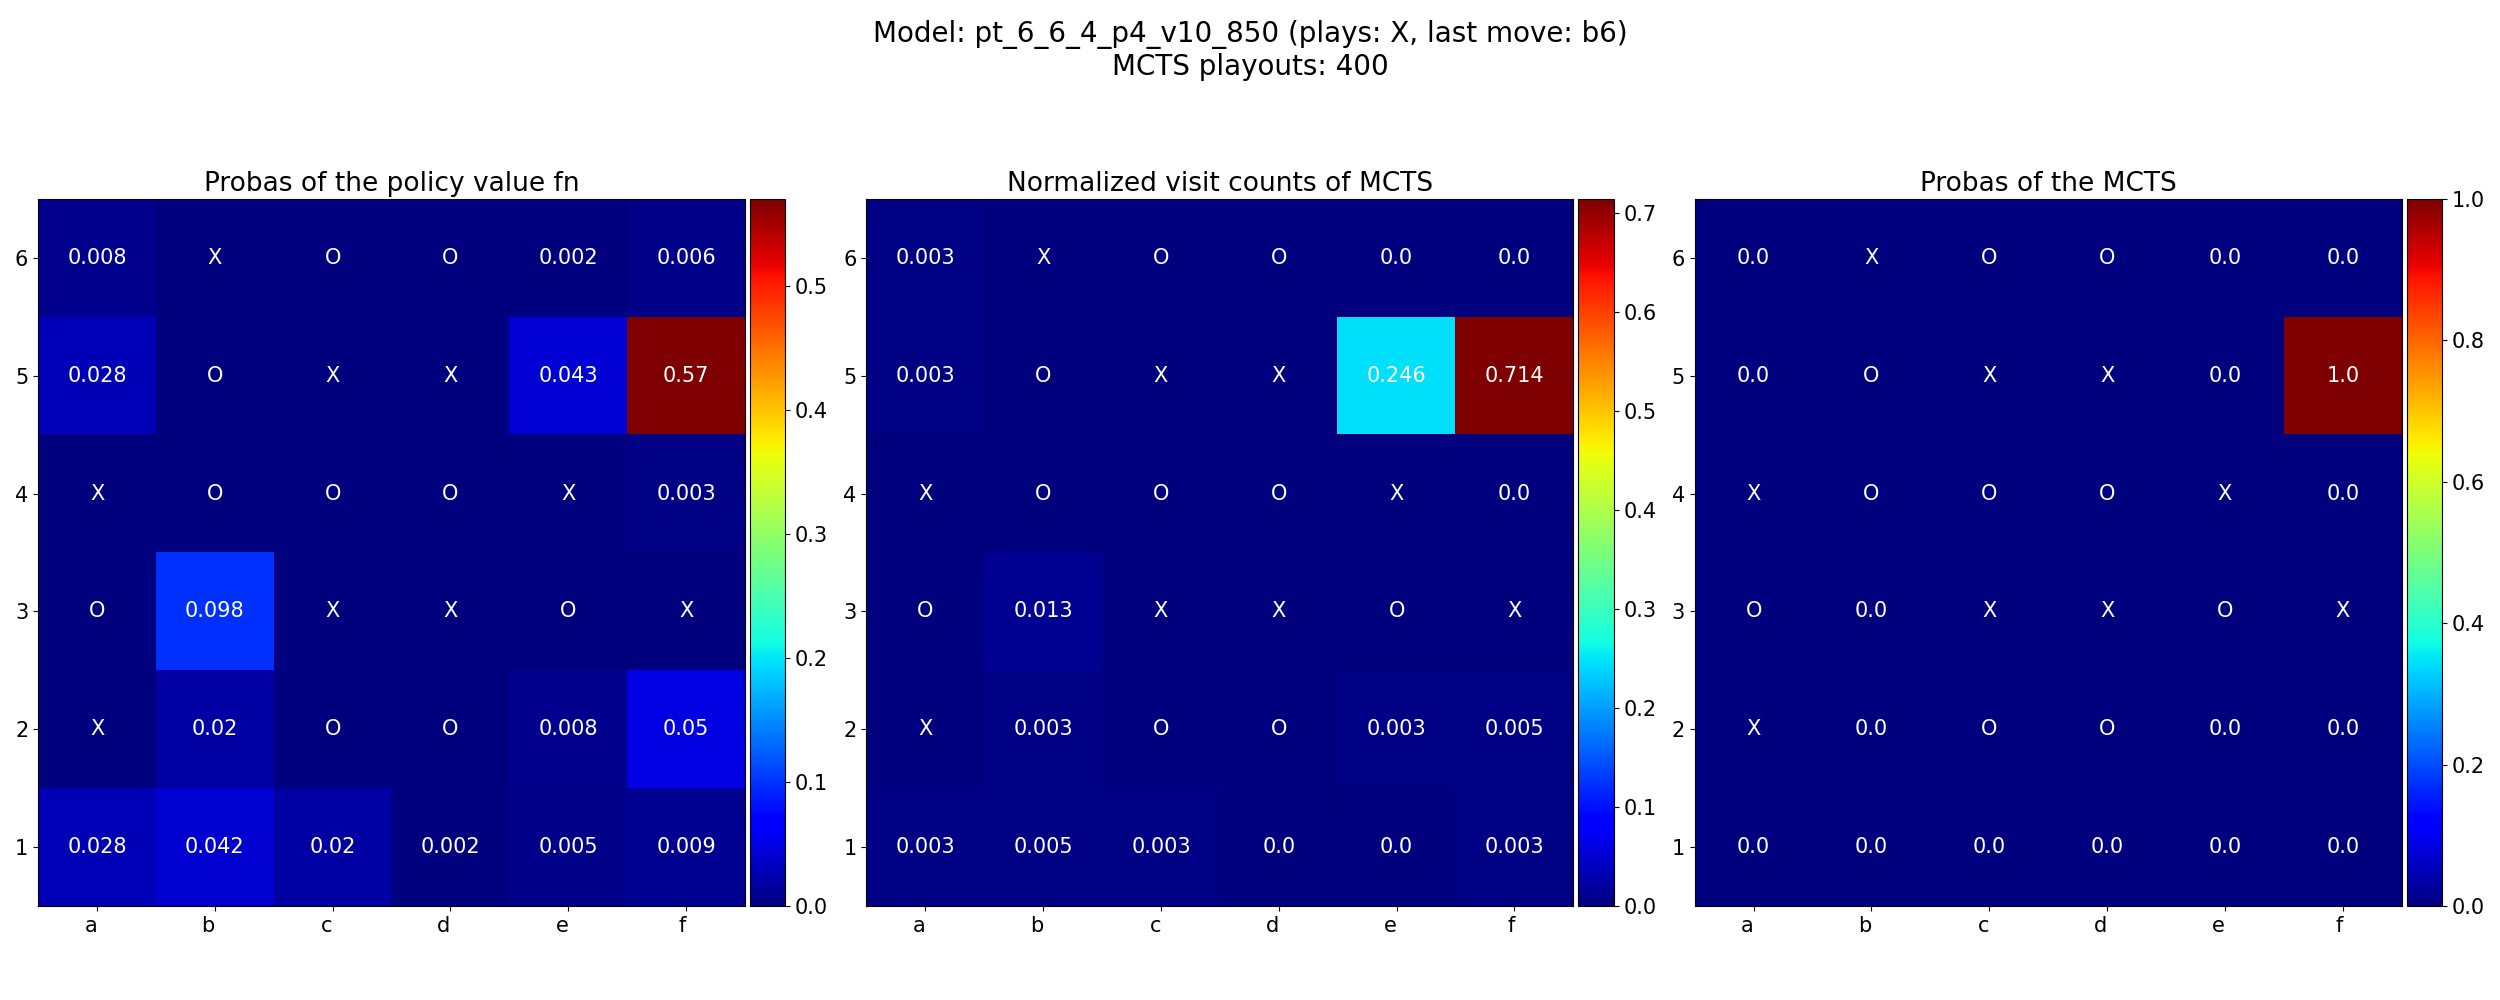 Model: pt_6_6_4_p4_v10_850 (plays: X, last move: b6)
MCTS playouts: 400
Probas of the policy value fn
6 0.008 X O O 0.002 0.006
5 0.028 O X X 0.043 0.57
4 X O O O X 0.003
3 O 0.098 X X O X
2 X 0.02 O O 0.008 0.05
1 0.028 0.042 0.02 0.002 0.005 0.009
a b c d e f
0.5
0.4
0.3
0.2
0.1
0.0
Normalized visit counts of MCTS
6 0.003 X O O 0.0 0.0
5 0.003 O X X 0.246 0.714
4 X O O O X 0.0
3 O 0.013 X X O X
2 X 0.003 O O 0.003 0.005
1 0.003 0.005 0.003 0.0 0.0 0.003
a b c d e f
0.7
0.6
0.5
0.4
0.3
0.2
0.1
0.0
Probas of the MCTS
6 0.0 X O O 0.0 0.0
5 0.0 O X X 0.0 1.0
4 X O O O X 0.0
3 O 0.0 X X O X
2 X 0.0 O O 0.0 0.0
1 0.0 0.0 0.0 0.0 0.0 0.0
a b c d e f
1.0
0.8
0.6
0.4
0.2
0.0